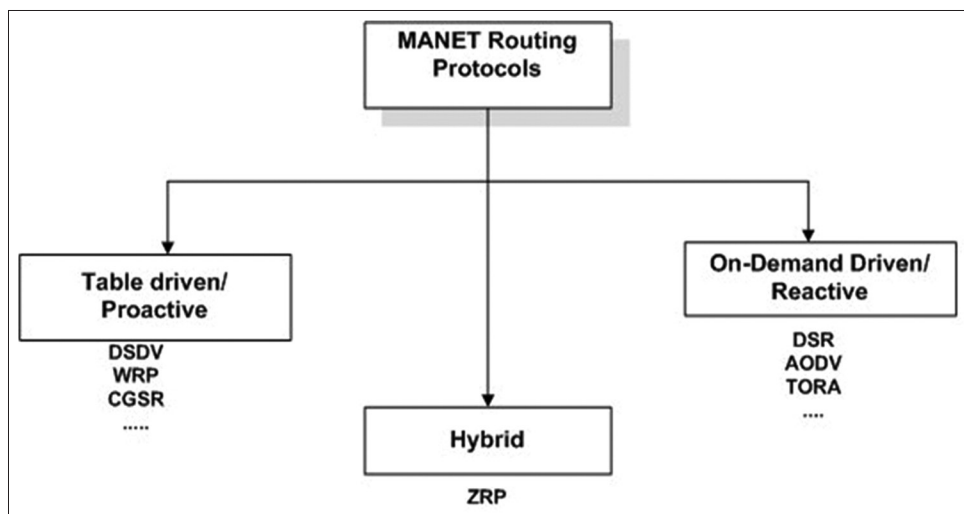 MANET Routing
Protocols
Table driven/
Proactive
DSDV
WRP
CGSR
.....
On-Demand Driven/
Reactive
DSR
AODV
TORA
....
Hybrid
ZRP